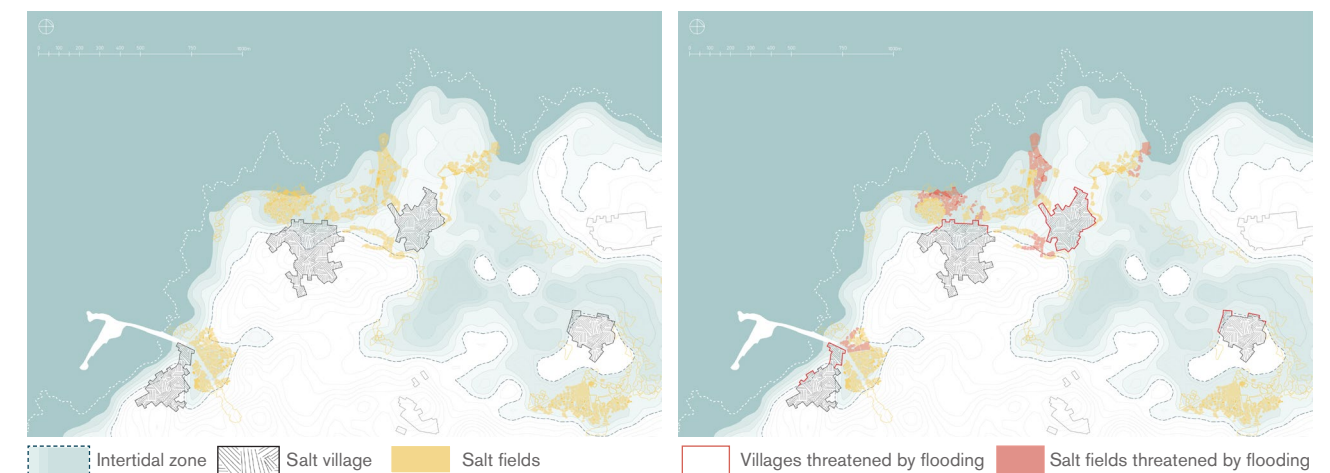 Intertidal zone
Salt village
Salt fields
Villages threatened by flooding
Salt fields threatened by flooding